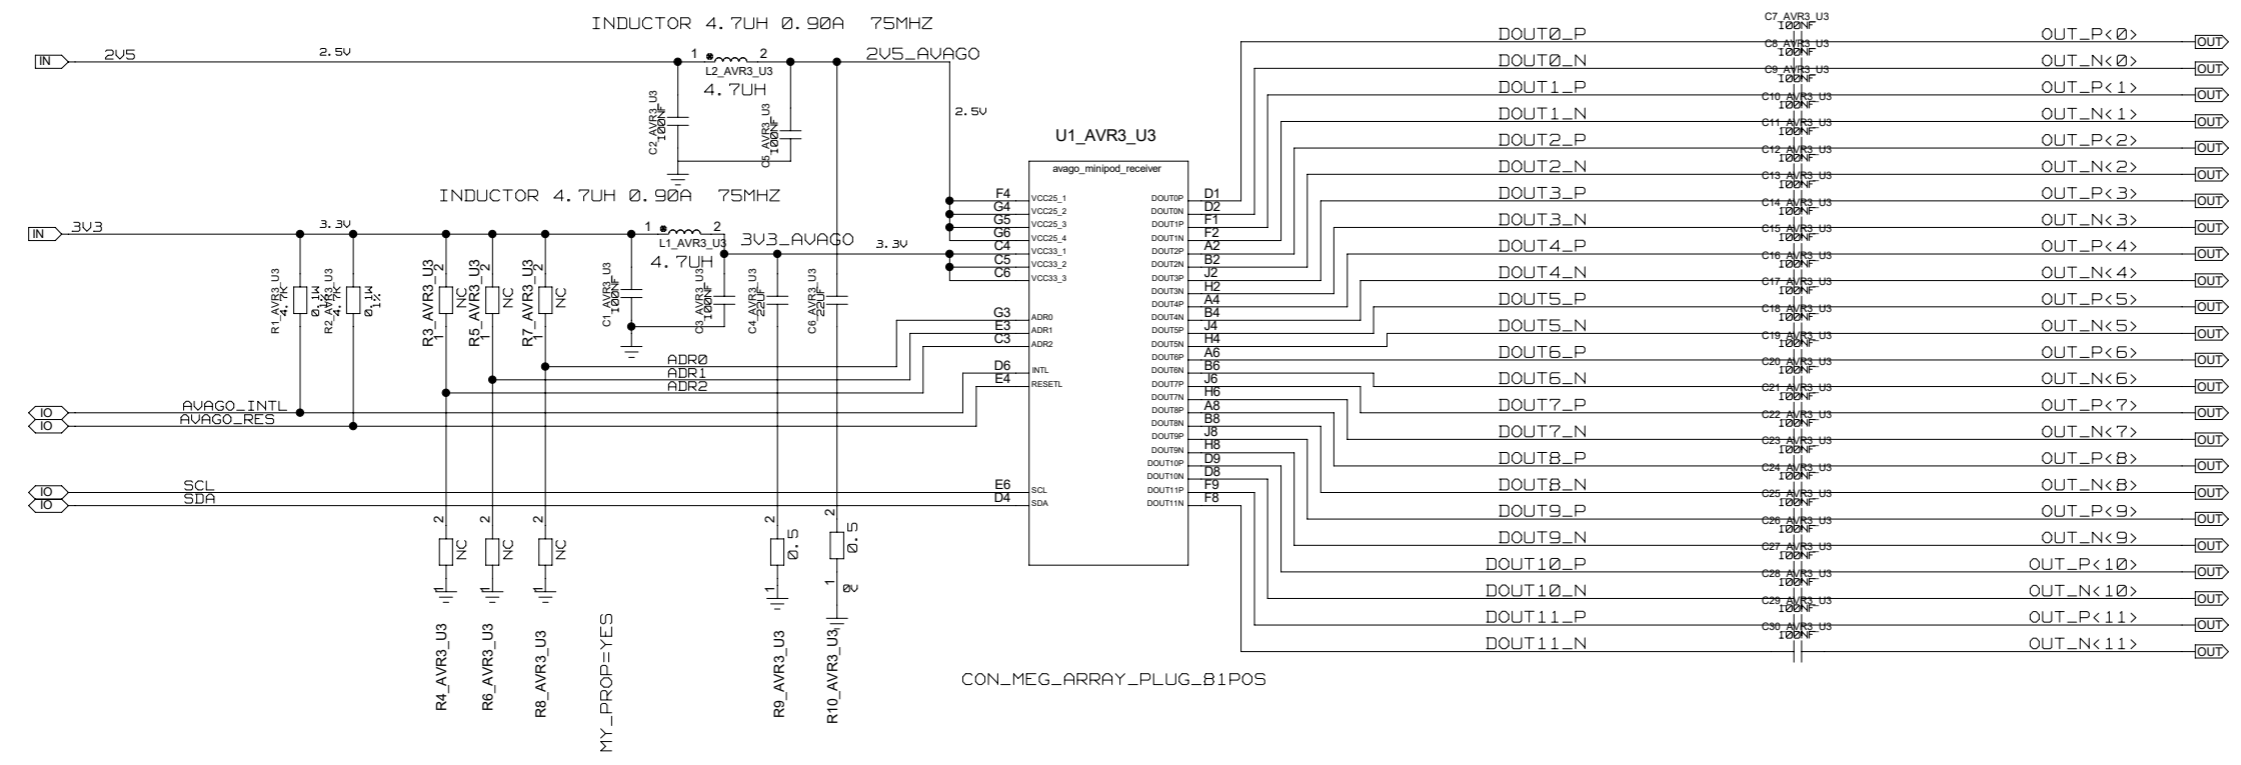 INDUCTOR 4.7UH 0.90A 75MHZ
IN 2V5 2.5V 1 2 2V5_AVAGO
L2_AVR3_U3
4.7UH
C2_AVR3_U3 100NF
C5_AVR3_U3 100NF
2.5V
INDUCTOR 4.7UH 0.90A 75MHZ
IN 3V3 3.3V 1 2 3V3_AVAGO 3.3V
L1_AVR3_U3
4.7UH
R1_AVR3_U3 4.7K 0.1W
R2_AVR3_U3 4.7K 0.1W 1%
R3_AVR3_U3 NC 1 2
R5_AVR3_U3 NC 1 2
R7_AVR3_U3 NC 1 2
C1_AVR3_U3 100NF
C3_AVR3_U3 100NF
C4_AVR3_U3 22UF
C6_AVR3_U3 22UF
ADR0
ADR1
ADR2
IO AVAGO_INTL
IO AVAGO_RES
IO SCL
IO SDA
2 NC 1
2 NC 1
2 NC 1
2 0.5 1
2 0.5 1 0V
R4_AVR3_U3
R6_AVR3_U3
R8_AVR3_U3
MY_PROP=YES
R9_AVR3_U3
R10_AVR3_U3
U1_AVR3_U3
avago_minipod_receiver
F4 VCC25_1
G4 VCC25_2
G5 VCC25_3
G6 VCC25_4
C4 VCC33_1
C5 VCC33_2
C6 VCC33_3
G3 ADR0
E3 ADR1
C3 ADR2
D6 INTL
E4 RESETL
E6 SCL
D4 SDA
DOUT0P D1
DOUT0N D2
DOUT1P F1
DOUT1N F2
DOUT2P A2
DOUT2N B2
DOUT3P J2
DOUT3N H2
DOUT4P A4
DOUT4N B4
DOUT5P J4
DOUT5N H4
DOUT6P A6
DOUT6N B6
DOUT7P J6
DOUT7N H6
DOUT8P A8
DOUT8N B8
DOUT9P J8
DOUT9N H8
DOUT10P D9
DOUT10N D8
DOUT11P F9
DOUT11N F8
CON_MEG_ARRAY_PLUG_81POS
C7_AVR3_U3
100NF
DOUT0_P OUT_P<0> OUT
C8_AVR3_U3
100NF
DOUT0_N OUT_N<0> OUT
C9_AVR3_U3
100NF
DOUT1_P OUT_P<1> OUT
C10_AVR3_U3
100NF
DOUT1_N OUT_N<1> OUT
C11_AVR3_U3
100NF
DOUT2_P OUT_P<2> OUT
C12_AVR3_U3
100NF
DOUT2_N OUT_N<2> OUT
C13_AVR3_U3
100NF
DOUT3_P OUT_P<3> OUT
C14_AVR3_U3
100NF
DOUT3_N OUT_N<3> OUT
C15_AVR3_U3
100NF
DOUT4_P OUT_P<4> OUT
C16_AVR3_U3
100NF
DOUT4_N OUT_N<4> OUT
C17_AVR3_U3
100NF
DOUT5_P OUT_P<5> OUT
C18_AVR3_U3
100NF
DOUT5_N OUT_N<5> OUT
C19_AVR3_U3
100NF
DOUT6_P OUT_P<6> OUT
C20_AVR3_U3
100NF
DOUT6_N OUT_N<6> OUT
C21_AVR3_U3
100NF
DOUT7_P OUT_P<7> OUT
C22_AVR3_U3
100NF
DOUT7_N OUT_N<7> OUT
C23_AVR3_U3
100NF
DOUT8_P OUT_P<8> OUT
C24_AVR3_U3
100NF
DOUT8_N OUT_N<8> OUT
C25_AVR3_U3
100NF
DOUT9_P OUT_P<9> OUT
C26_AVR3_U3
100NF
DOUT9_N OUT_N<9> OUT
C27_AVR3_U3
100NF
DOUT10_P OUT_P<10> OUT
C28_AVR3_U3
100NF
DOUT10_N OUT_N<10> OUT
C29_AVR3_U3
100NF
DOUT11_P OUT_P<11> OUT
C30_AVR3_U3
100NF
DOUT11_N OUT_N<11> OUT